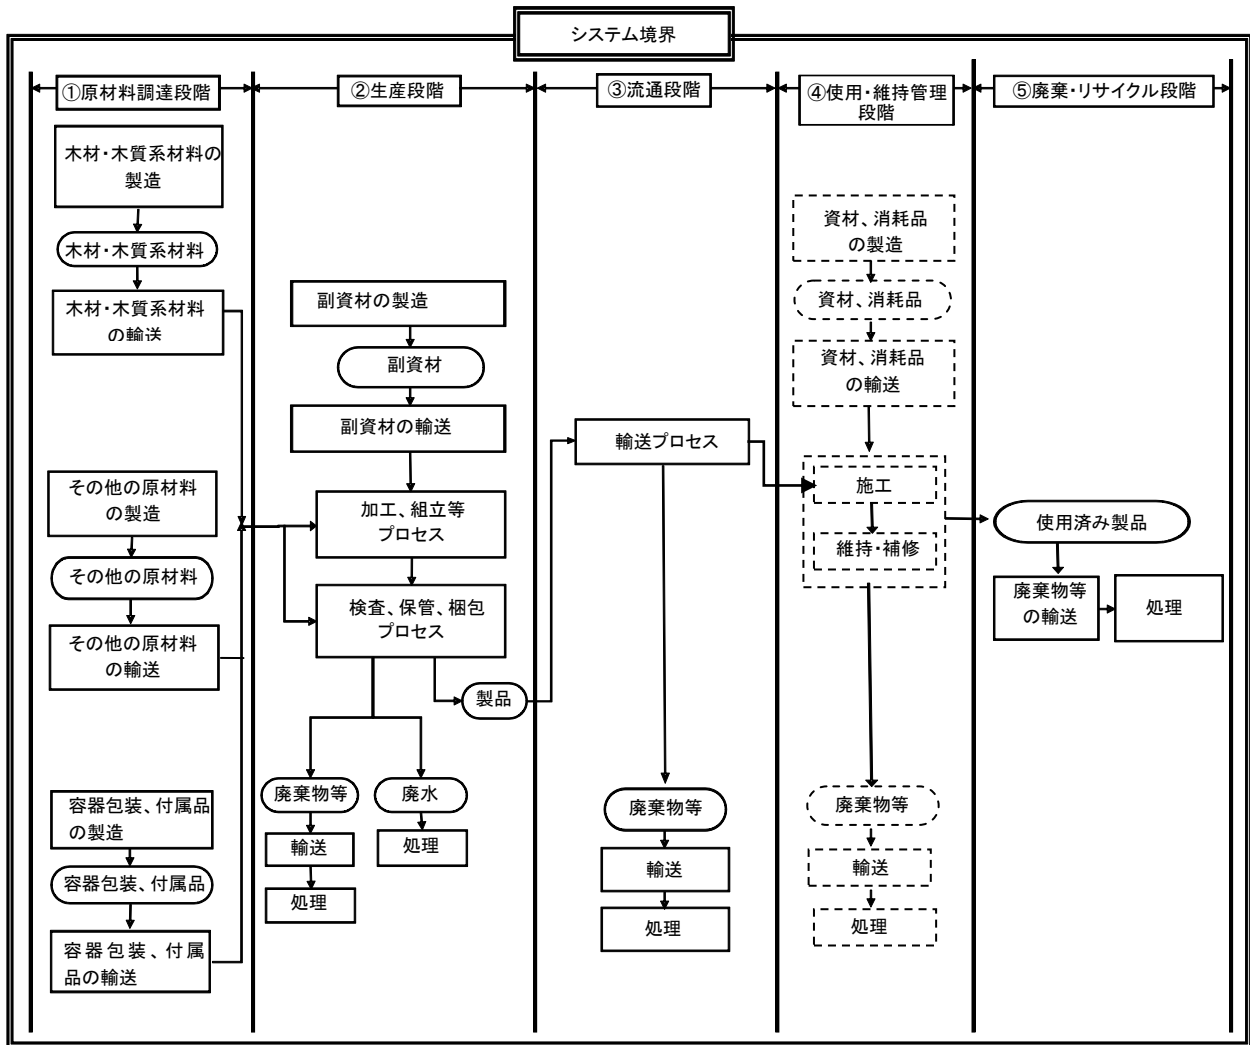 システム境界
①原材料調達段階
木材・木質系材料の
製造
木材・木質系材料
木材・木質系材料
の輸送
その他の原材料
の製造
その他の原材料
その他の原材料
の輸送
容器包装、付属品
の製造
容器包装、付属品
容器包装、付属
品の輸送
②生産段階
副資材の製造
副資材
副資材の輸送
加工、組立等
プロセス
検査、保管、梱包
プロセス
製品
廃棄物等
輸送
処理
廃水
処理
③流通段階
輸送プロセス
廃棄物等
輸送
処理
④使用・維持管理
段階
資材、消耗品
の製造
資材、消耗品
資材、消耗品
の輸送
施工
維持・補修
廃棄物等
輸送
処理
⑤廃棄・リサイクル段階
使用済み製品
廃棄物等
の輸送
処理